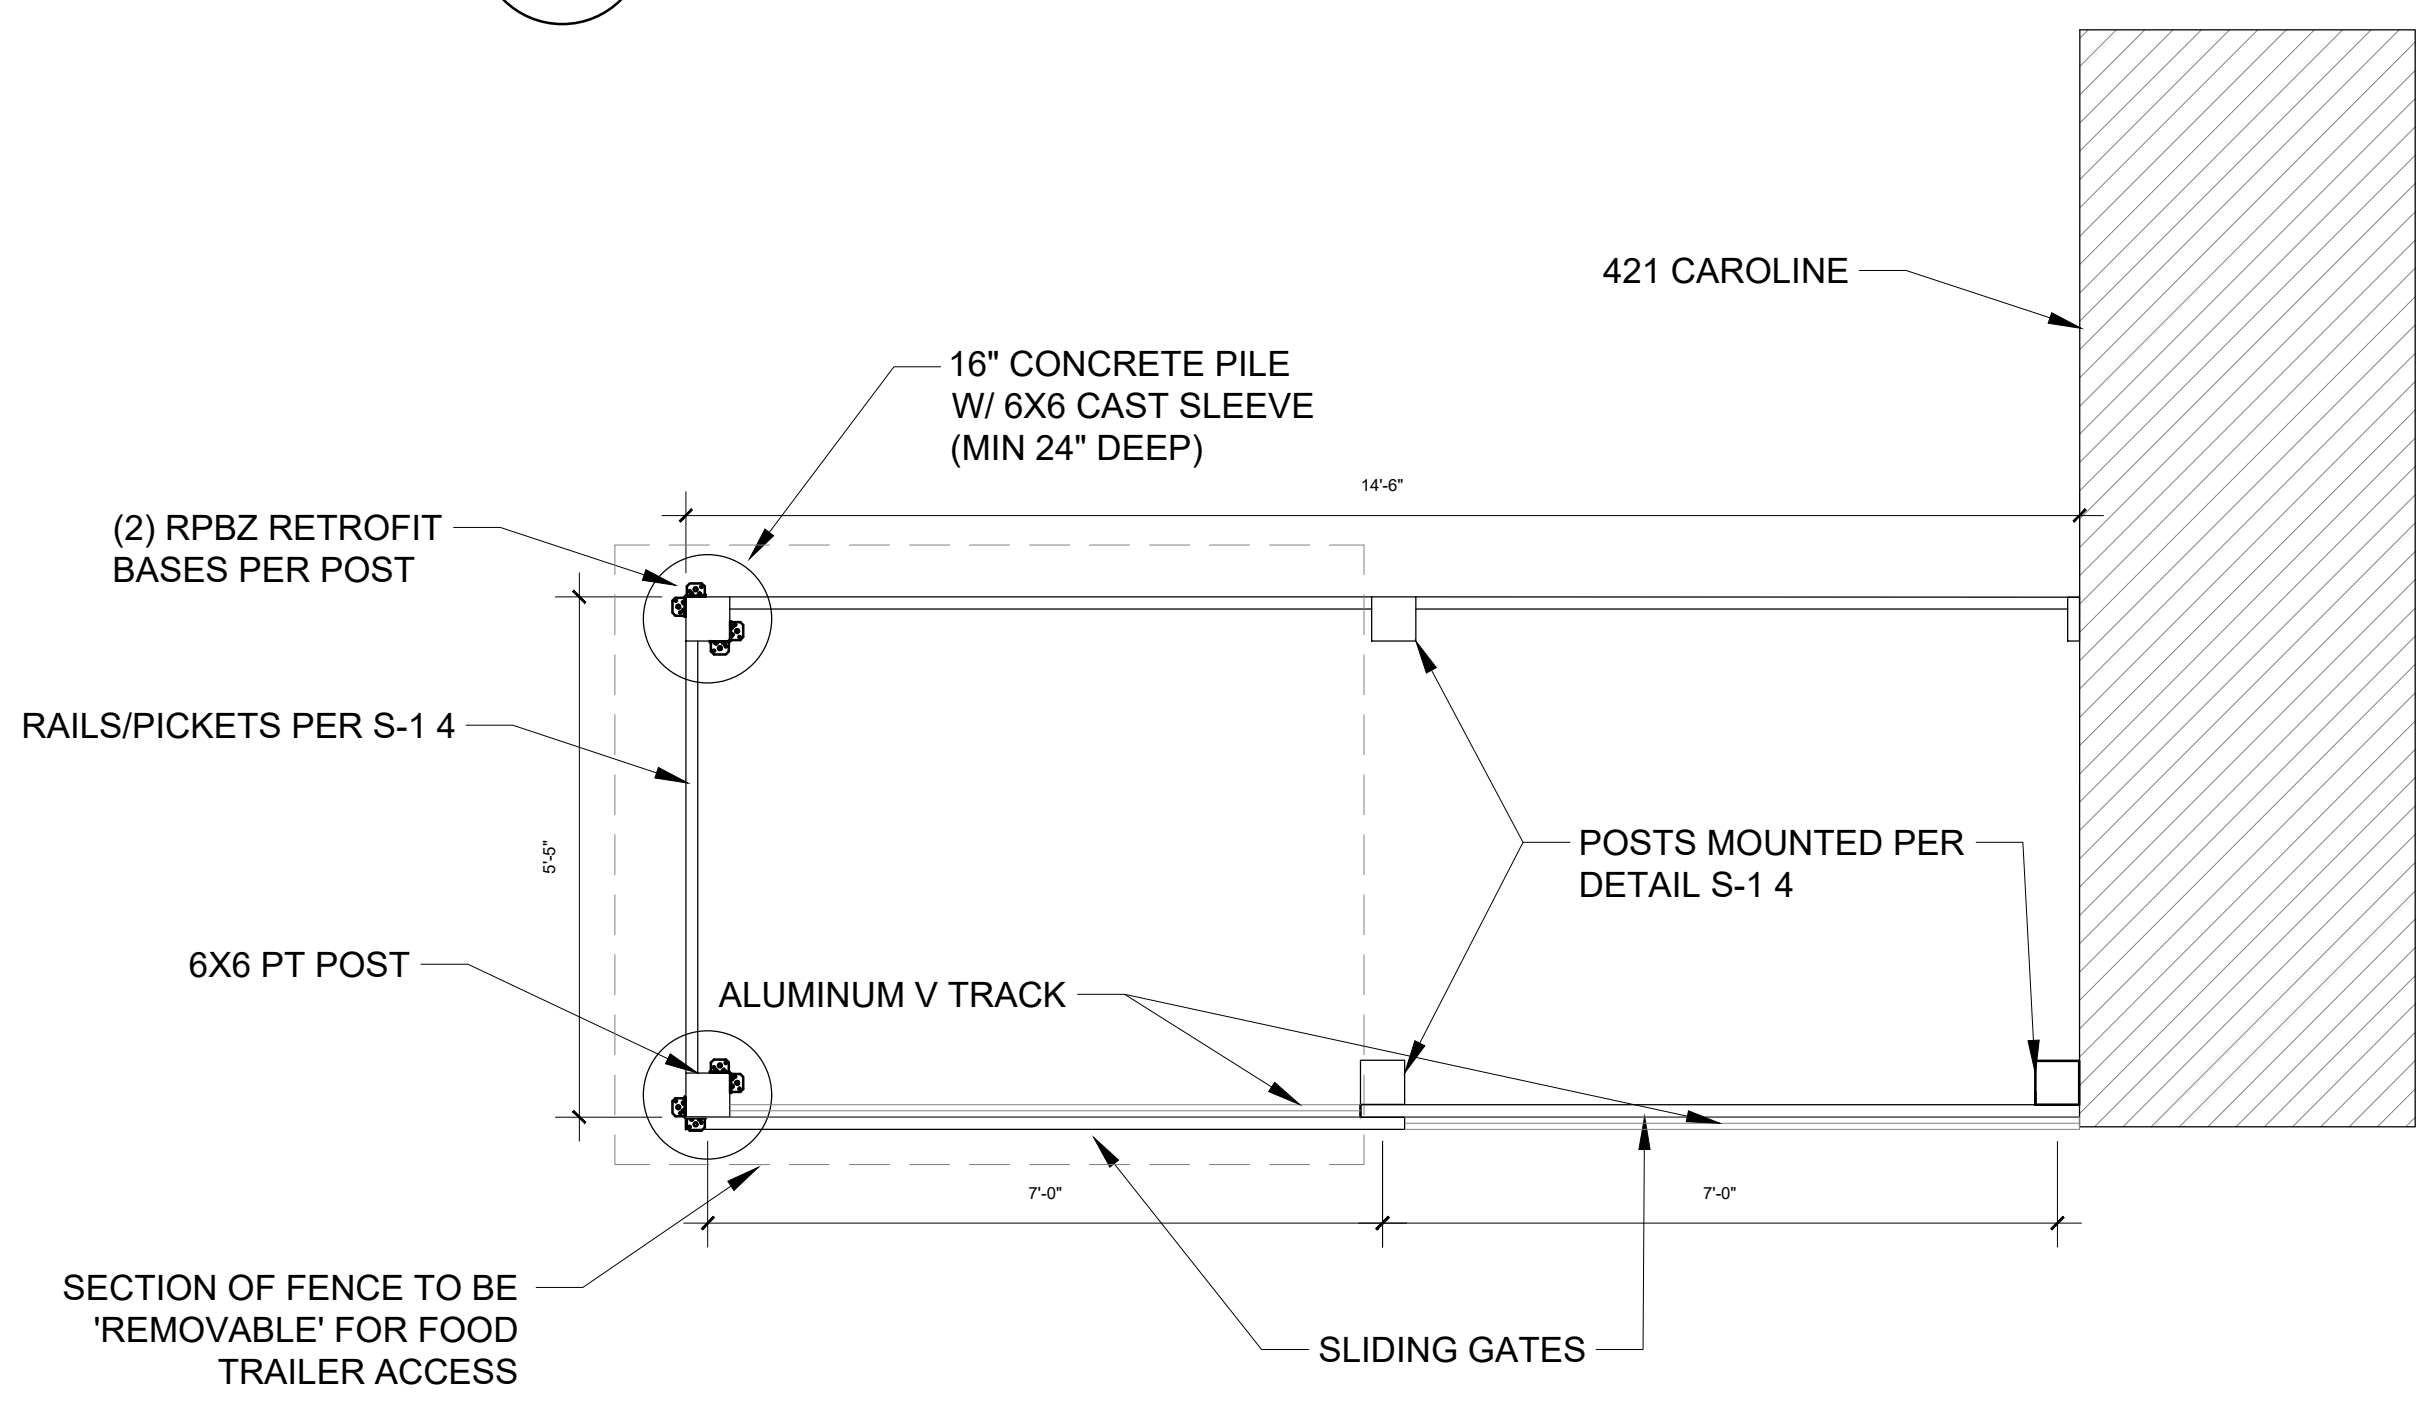 421 CAROLINE
16" CONCRETE PILE
W/ 6X6 CAST SLEEVE
(MIN 24" DEEP)
14'-6"
(2) RPBZ RETROFIT
BASES PER POST
RAILS/PICKETS PER S-1 4
5'-5"
POSTS MOUNTED PER
DETAIL S-1 4
6X6 PT POST
ALUMINUM V TRACK
7'-0"
7'-0"
SECTION OF FENCE TO BE
'REMOVABLE' FOR FOOD
TRAILER ACCESS
SLIDING GATES